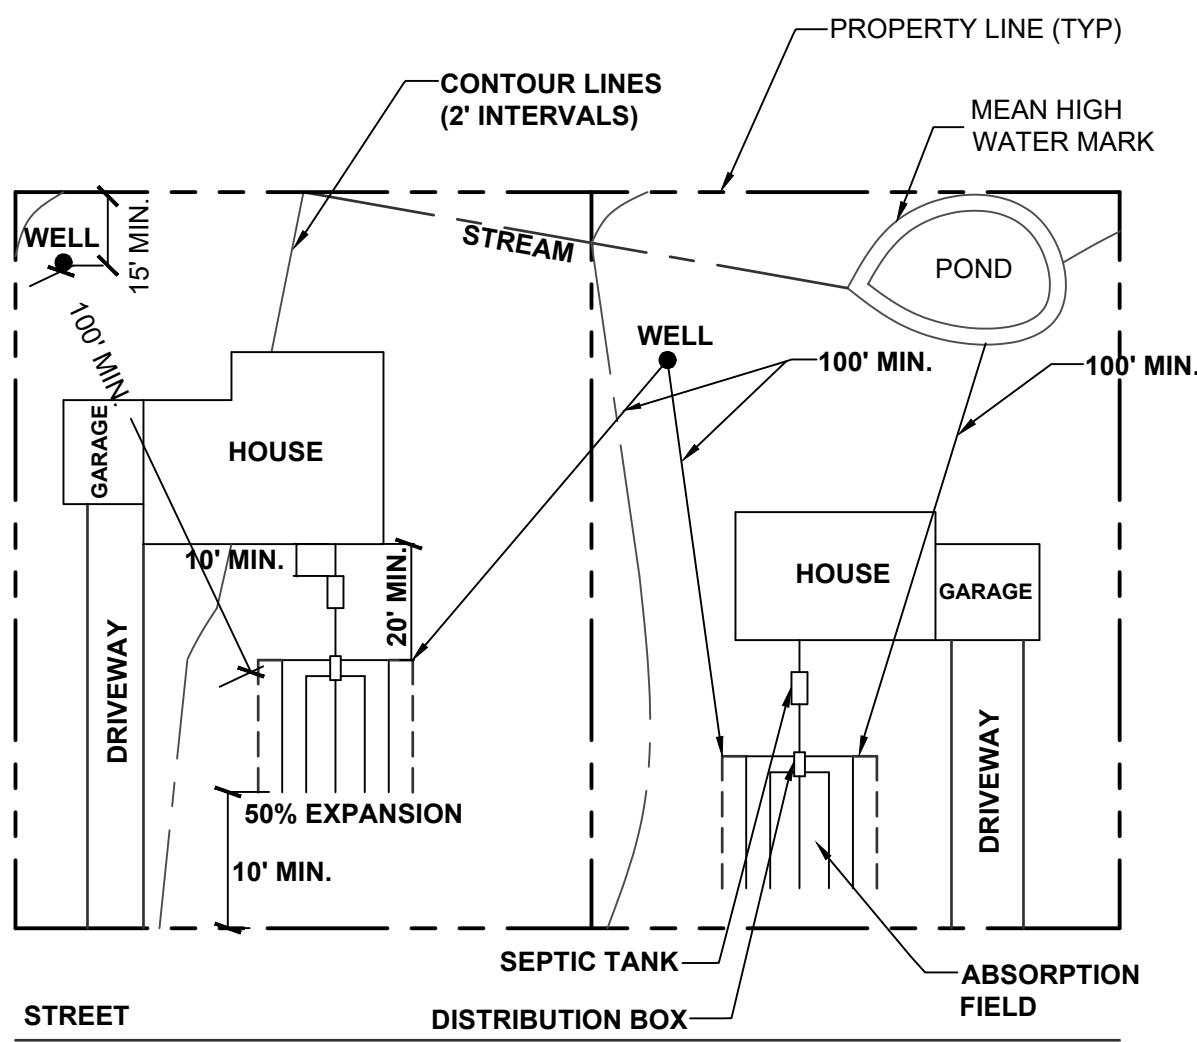 PROPERTY LINE (TYP)
CONTOUR LINES
(2' INTERVALS)
MEAN HIGH
WATER MARK
WELL
15' MIN.
STREAM
POND
100' MIN.
WELL
100' MIN.
100' MIN.
GARAGE
HOUSE
10' MIN.
20' MIN.
HOUSE
GARAGE
DRIVEWAY
DRIVEWAY
50% EXPANSION
10' MIN.
SEPTIC TANK
ABSORPTION
FIELD
STREET
DISTRIBUTION BOX